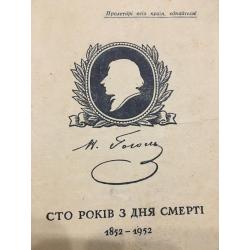 Пролетарі всіх країн, єднайтеся!
Н. Гоголь
СТО РОКІВ З ДНЯ СМЕРТІ
1852 – 1952